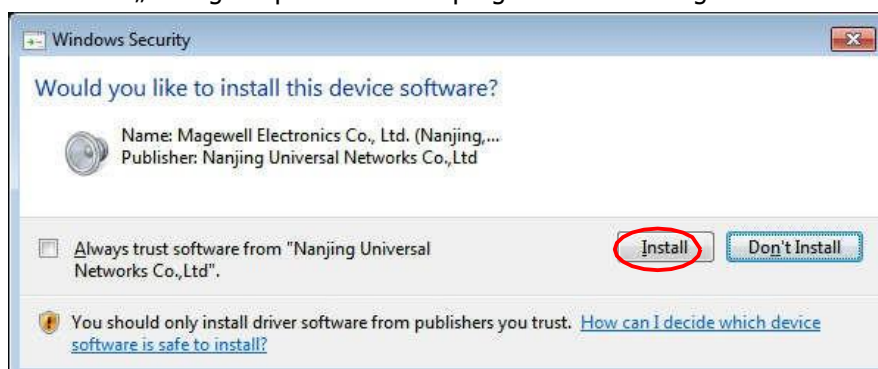 Windows Security
Would you like to install this device software?
Name: Magewell Electronics Co., Ltd. (Nanjing,...
Publisher: Nanjing Universal Networks Co.,Ltd
Always trust software from "Nanjing Universal
Networks Co.,Ltd".
Install
Don't Install
You should only install driver software from publishers you trust. How can I decide which device
software is safe to install?